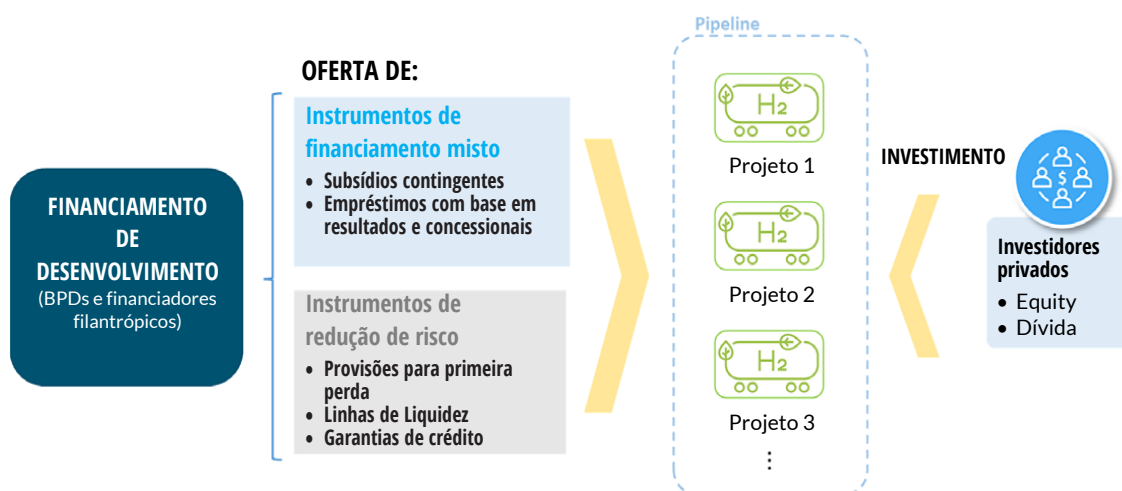 FINANCIAMENTO
DE
DESENVOLVIMENTO
(BPDs e financiadores
filantrópicos)
OFERTA DE:
Instrumentos de
financiamento misto
• Subsídios contingentes
• Empréstimos com base em
resultados e concessionais
Instrumentos de
redução de risco
• Provisões para primeira
perda
• Linhas de Liquidez
• Garantias de crédito
Pipeline
H2
Projeto 1
H2
Projeto 2
H2
Projeto 3
⋮
INVESTIMENTO
$
Investidores
privados
• Equity
• Dívida